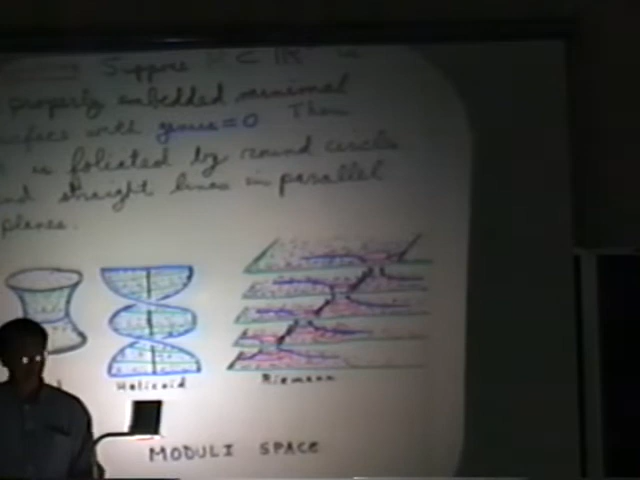 Suppose ⊂ ℝ is
properly embedded minimal
surface with genus=0 Then
is foliated by round circles
and straight lines in parallel
planes.
Helicoid Riemann
MODULI SPACE